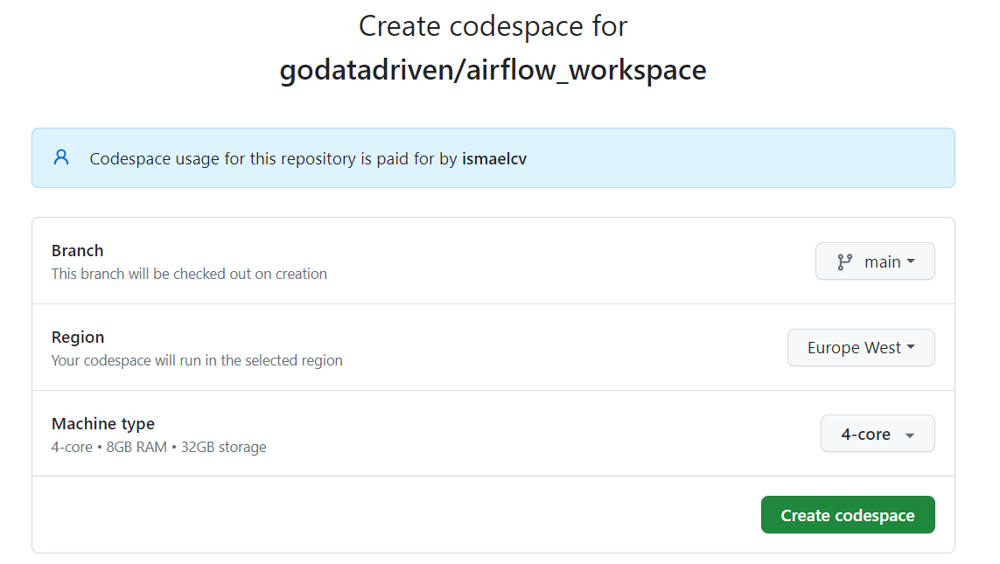 Create codespace for
godatadriven/airflow_workspace
Codespace usage for this repository is paid for by ismaelcv
Branch
This branch will be checked out on creation
main
Region
Your codespace will run in the selected region
Europe West
Machine type
4-core • 8GB RAM • 32GB storage
4-core
Create codespace